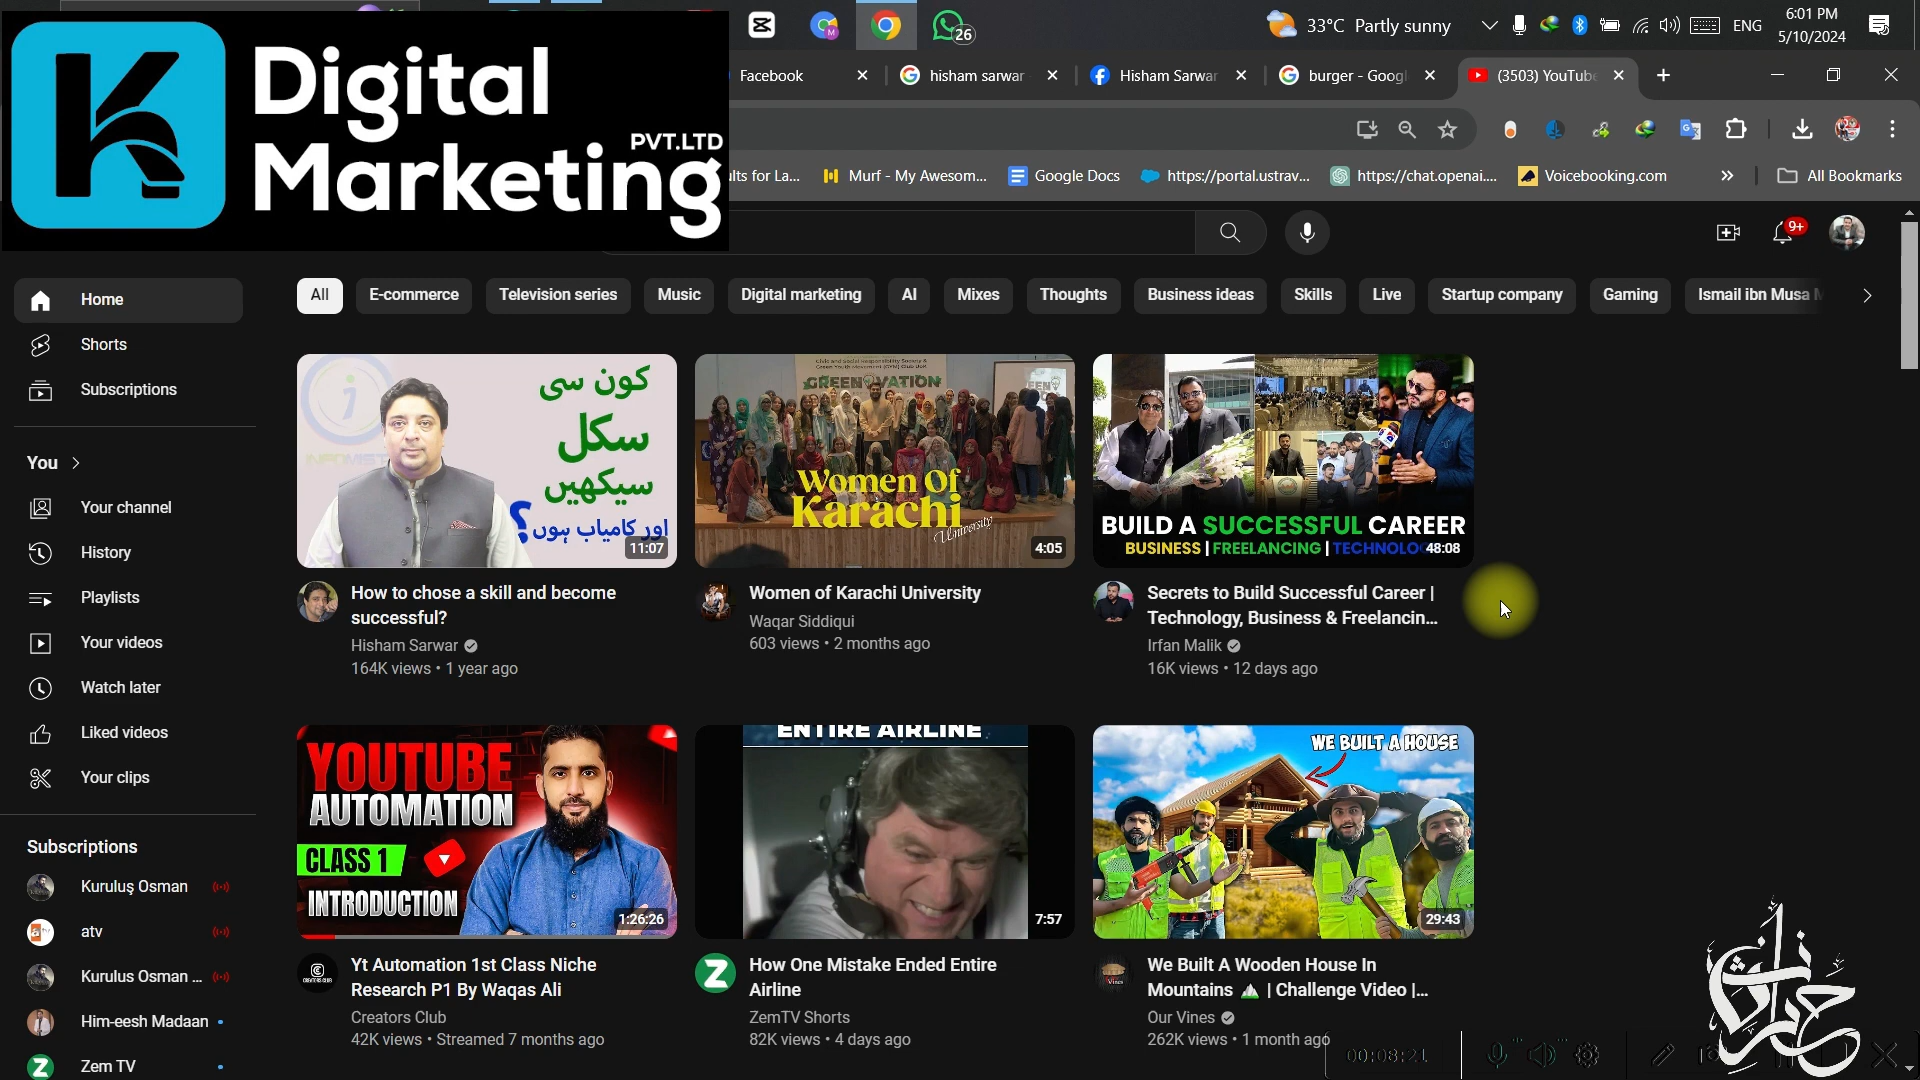 Digital
Marketing
PVT.LTD
26
33°C Partly sunny
ENG
6:01 PM
5/10/2024
Facebook
hisham sarwar
Hisham Sarwar
burger - Googl
(3503) YouTube
ults for La...
Murf - My Awesom...
Google Docs
https://portal.ustrav...
https://chat.openai....
Voicebooking.com
All Bookmarks
9+
Home
Shorts
Subscriptions
You
Your channel
History
Playlists
Your videos
Watch later
Liked videos
Your clips
Subscriptions
Kuruluş Osman
atv
Kurulus Osman ...
Him-eesh Madaan
Zem TV
All
E-commerce
Television series
Music
Digital marketing
AI
Mixes
Thoughts
Business ideas
Skills
Live
Startup company
Gaming
Ismail ibn Musa M
کون سی
سکل
سیکھیں
اور کامیاب ہوں؟
11:07
How to chose a skill and become
successful?
Hisham Sarwar
164K views • 1 year ago
Civic and Social Responsibility Society &
GREENOVATION
Women Of
Karachi
University
4:05
Women of Karachi University
Waqar Siddiqui
603 views • 2 months ago
BUILD A SUCCESSFUL CAREER
BUSINESS | FREELANCING | TECHNOLO
48:08
Secrets to Build Successful Career |
Technology, Business & Freelancin...
Irfan Malik
16K views • 12 days ago
YOUTUBE
AUTOMATION
CLASS 1
INTRODUCTION
1:26:26
Yt Automation 1st Class Niche
Research P1 By Waqas Ali
Creators Club
42K views • Streamed 7 months ago
ENTIRE AIRLINE
7:57
How One Mistake Ended Entire
Airline
ZemTV Shorts
82K views • 4 days ago
WE BUILT A HOUSE
29:43
We Built A Wooden House In
Mountains ⛰️ | Challenge Video |...
Our Vines
262K views • 1 month ago
00:08:21